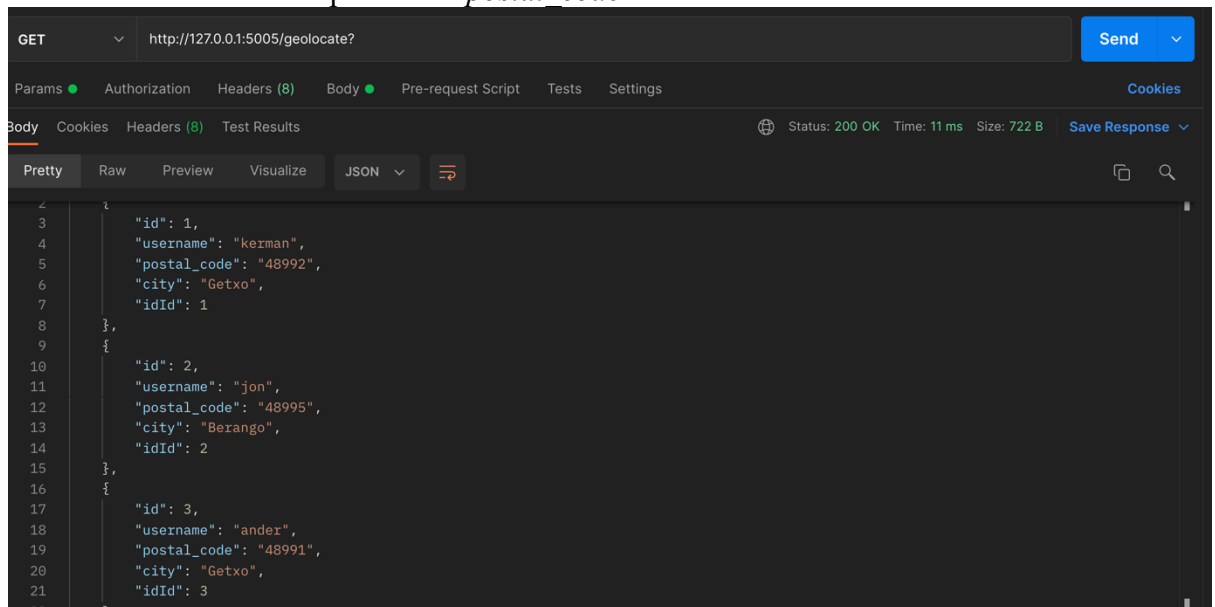 postal_code
GET http://127.0.0.1:5005/geolocate? Send
Params Authorization Headers (8) Body Pre-request Script Tests Settings Cookies
Body Cookies Headers (8) Test Results Status: 200 OK Time: 11 ms Size: 722 B Save Response
Pretty Raw Preview Visualize JSON
2 {
3 "id": 1,
4 "username": "kerman",
5 "postal_code": "48992",
6 "city": "Getxo",
7 "idId": 1
8 },
9 {
10 "id": 2,
11 "username": "jon",
12 "postal_code": "48995",
13 "city": "Berango",
14 "idId": 2
15 },
16 {
17 "id": 3,
18 "username": "ander",
19 "postal_code": "48991",
20 "city": "Getxo",
21 "idId": 3